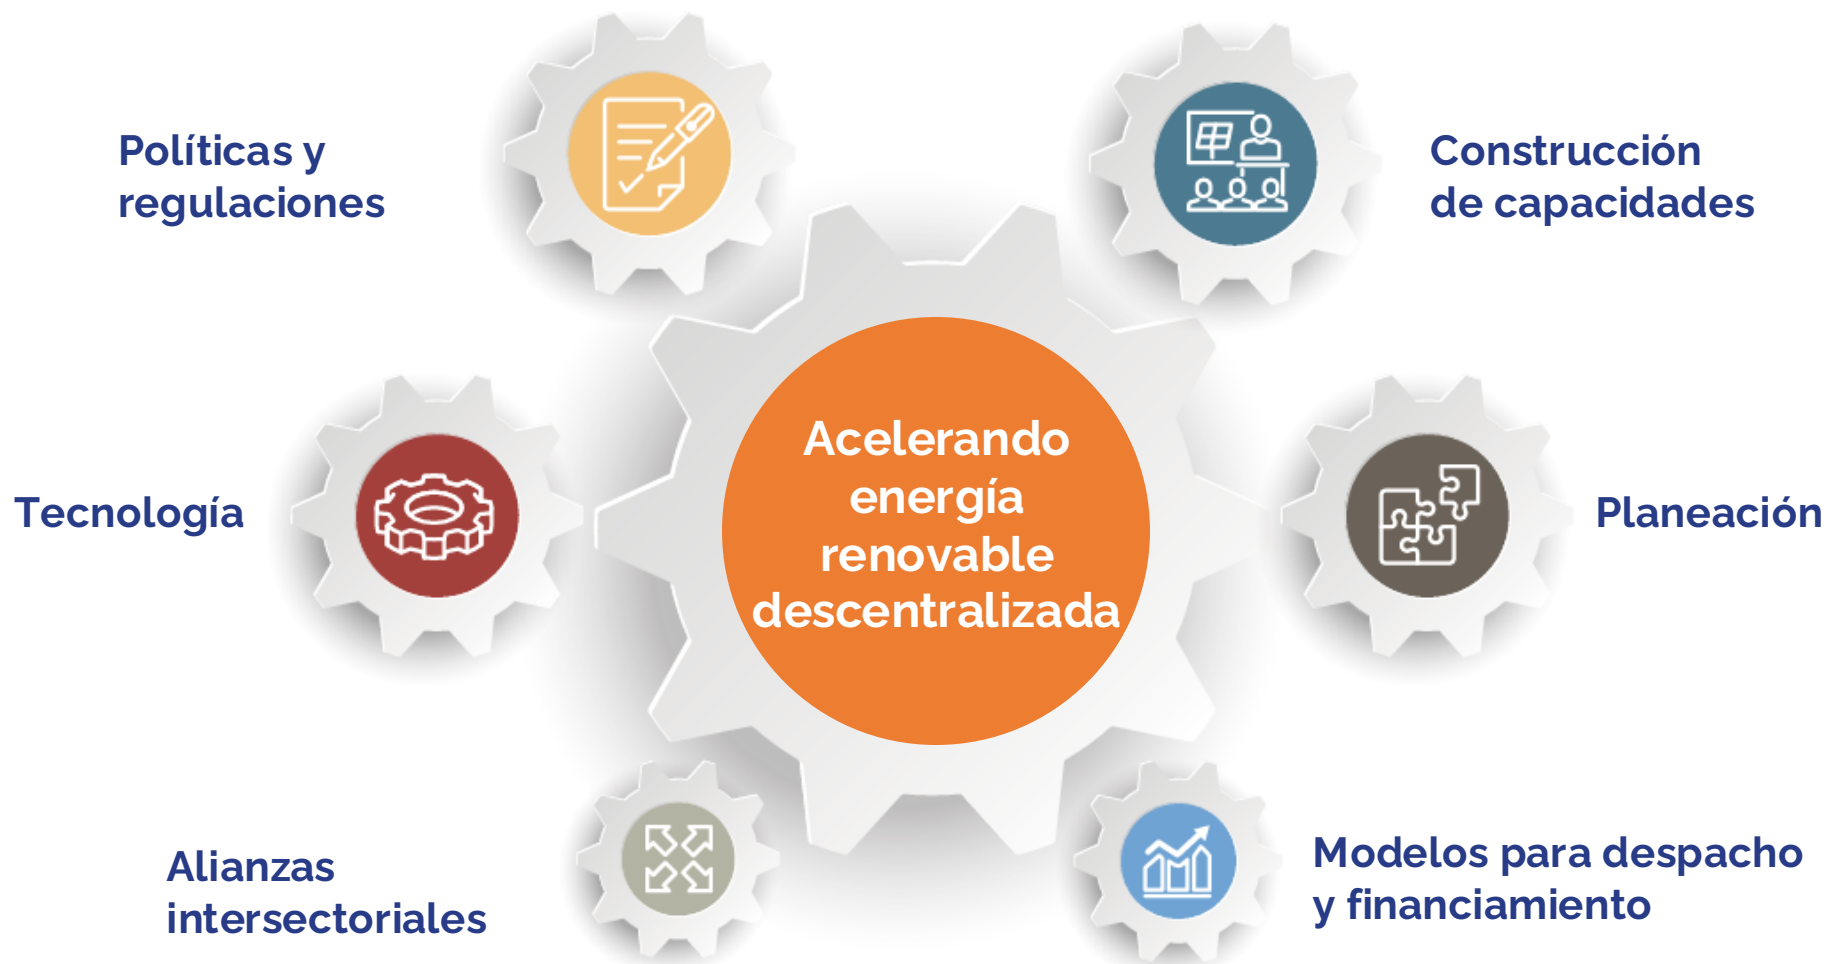 Políticas y
regulaciones
Construcción
de capacidades
Acelerando
energía
renovable
descentralizada
Tecnología
Planeación
Alianzas
intersectoriales
Modelos para despacho
y financiamiento